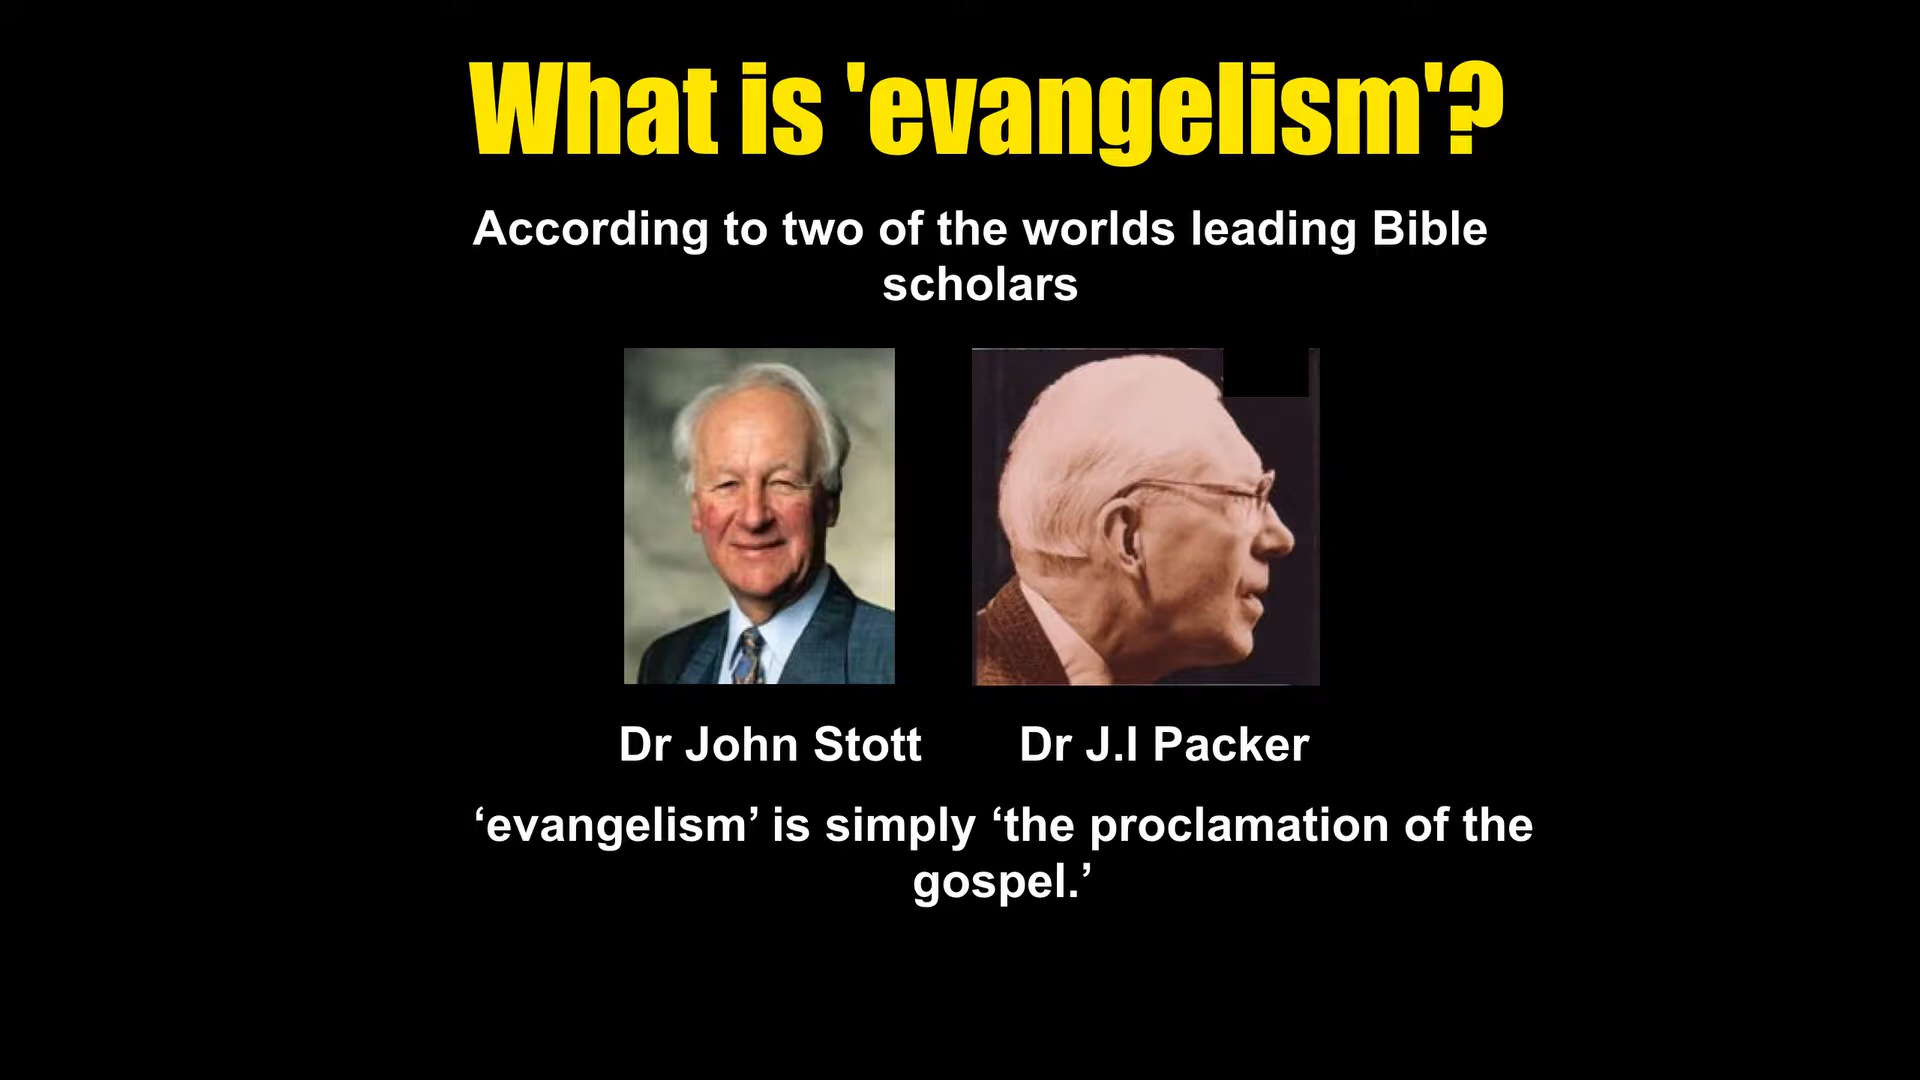 What is 'evangelism'?
According to two of the worlds leading Bible
scholars
Dr John Stott
Dr J.I Packer
‘evangelism’ is simply ‘the proclamation of the
gospel.’